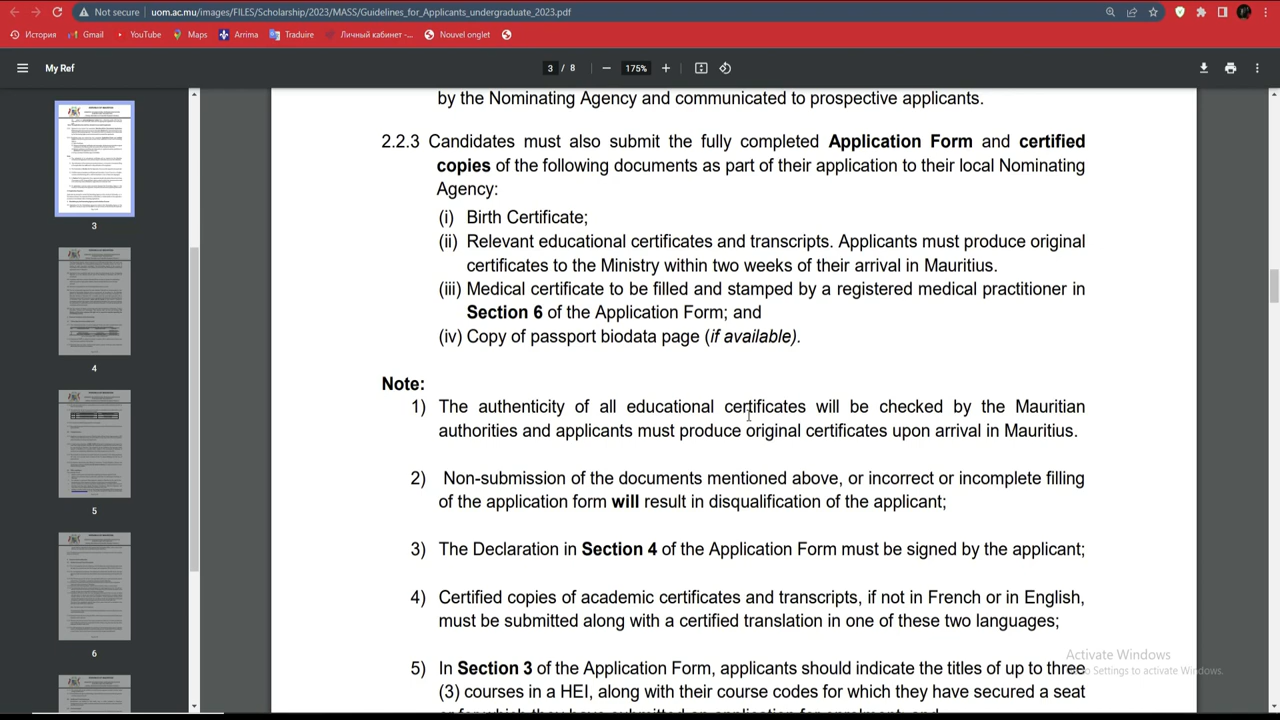 Not secure | uom.ac.mu/images/FILES/Scholarship/2023/MASS/Guidelines_for_Applicants_undergraduate_2023.pdf
История Gmail YouTube Maps Arrima Traduire Личный кабинет -... Nouvel onglet
My Ref
3 / 8 175%
by the Nominating Agency and communicated to prospective applicants.
2.2.3 Candidates must also submit the fully completed Application Form and certified
copies of the following documents as part of their application to their local Nominating
Agency:
(i) Birth Certificate;
(ii) Relevant educational certificates and transcripts. Applicants must produce original
certificates to the Ministry within two weeks of their arrival in Mauritius.
(iii) Medical certificate to be filled and stamped by a registered medical practitioner in
Section 6 of the Application Form; and
(iv) Copy of passport biodata page (if available).
Note:
1) The authenticity of all educational certificates will be checked by the Mauritian
authorities and applicants must produce original certificates upon arrival in Mauritius.
2) Non-submission of the documents mentioned above, or incorrect or incomplete filling
of the application form will result in disqualification of the applicant;
3) The Declaration in Section 4 of the Application Form must be signed by the applicant;
4) Certified copies of academic certificates and transcripts, if not in French or in English,
must be submitted along with a certified translation in one of these two languages;
5) In Section 3 of the Application Form, applicants should indicate the titles of up to three
(3) courses in a HEI, along with their course codes for which they have secured a seat
3
4
5
6
Activate Windows
Go to Settings to activate Windows.